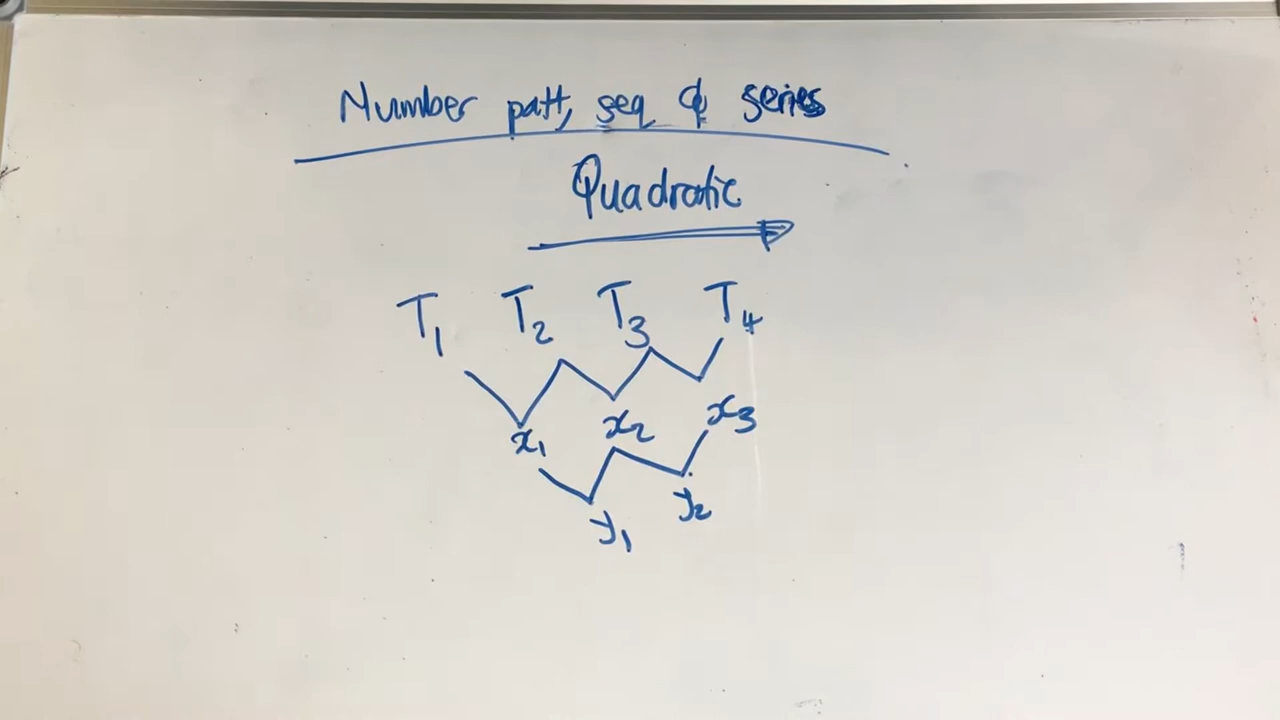 Number patt, seq & series
Quadratic
T₁ T₂ T₃ T₄
x₁ x₂ x₃
y₁ y₂